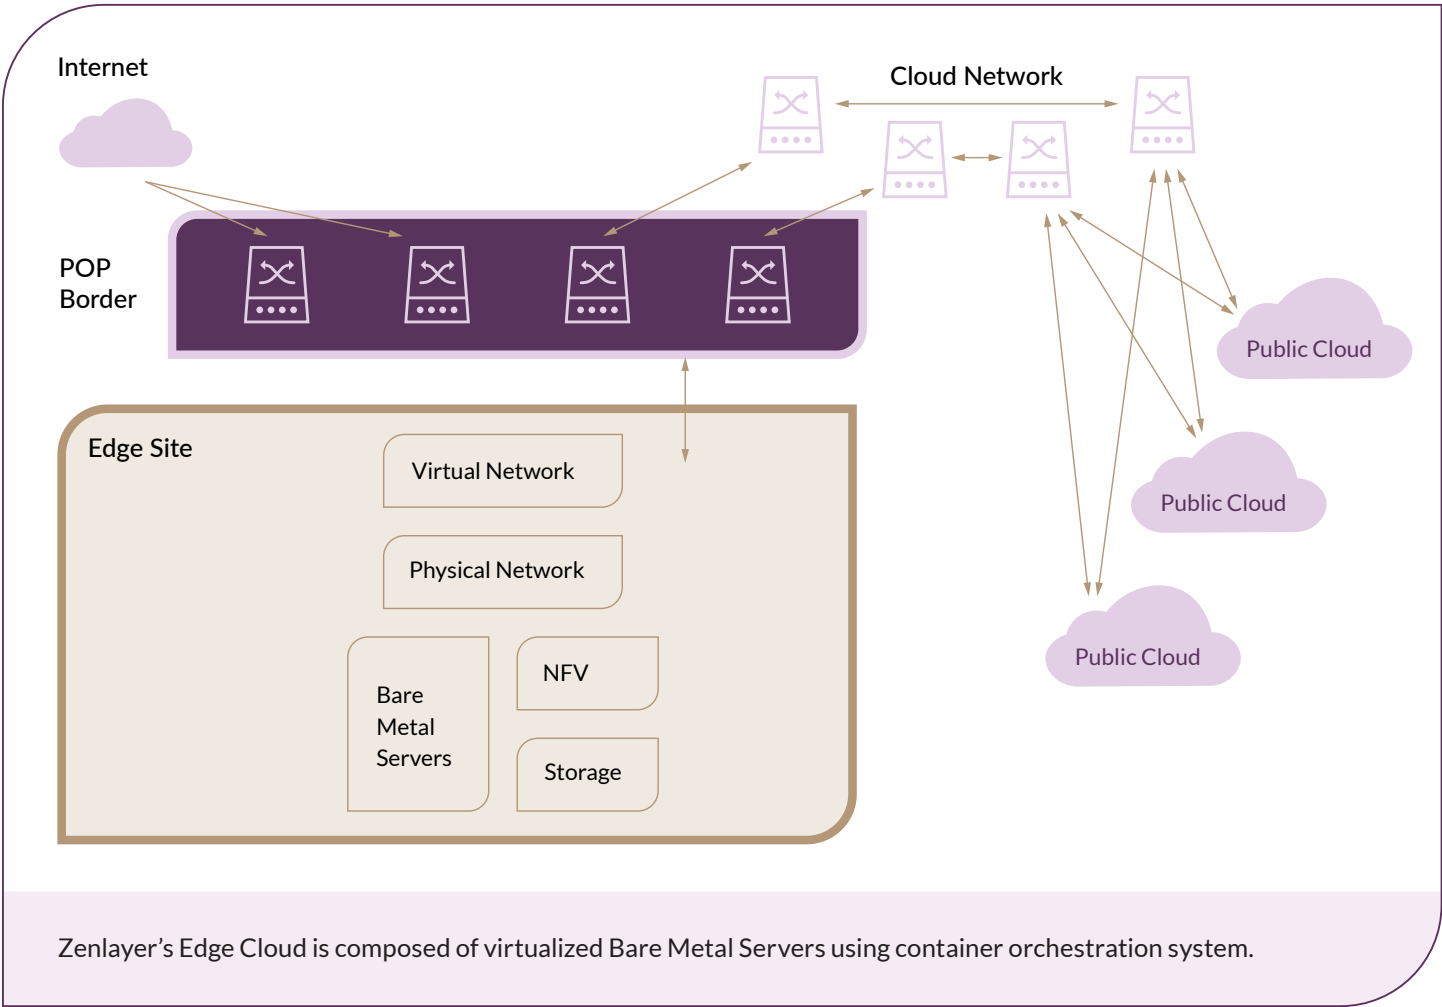 Internet
Cloud Network
POP
Border
Public Cloud
Edge Site
Virtual Network
Public Cloud
Physical Network
Public Cloud
NFV
Bare
Metal
Servers
Storage
Zenlayer’s Edge Cloud is composed of virtualized Bare Metal Servers using container orchestration system.